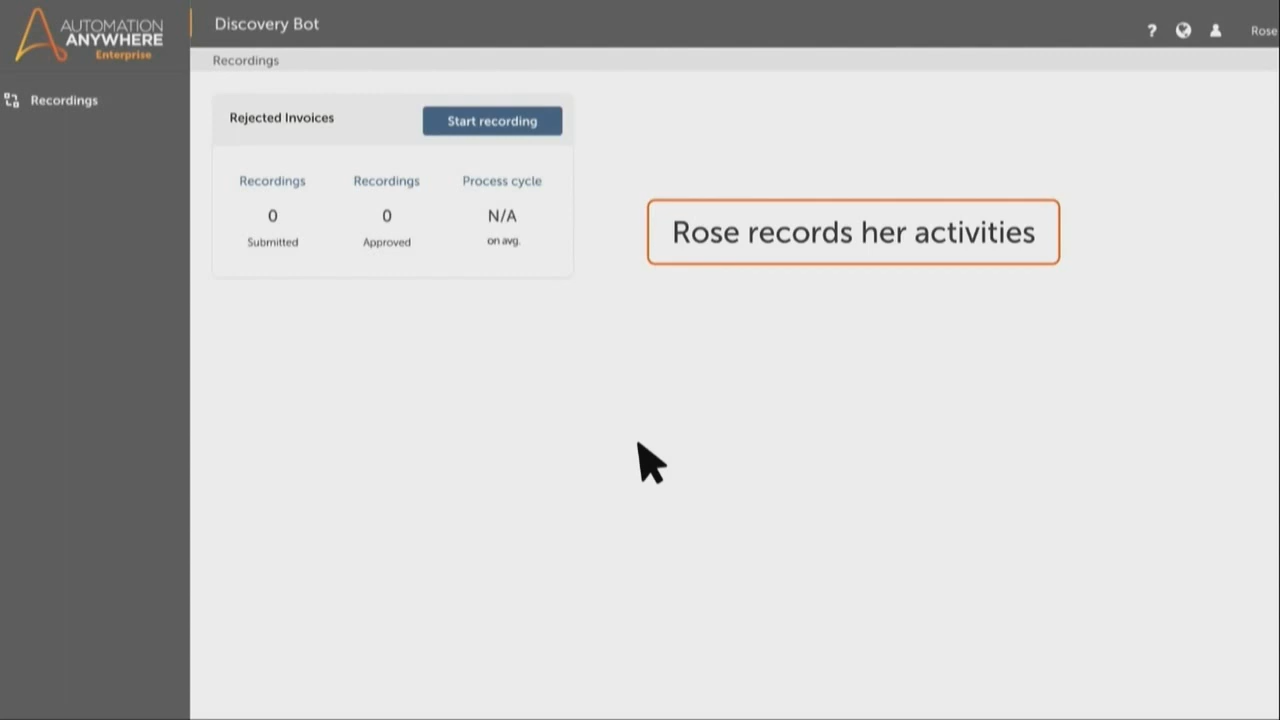 AUTOMATION
ANYWHERE
Enterprise
Discovery Bot
? Rose
Recordings
Recordings
Rejected Invoices
Start recording
Recordings Recordings Process cycle
0 0 N/A
Submitted Approved on avg.
Rose records her activities